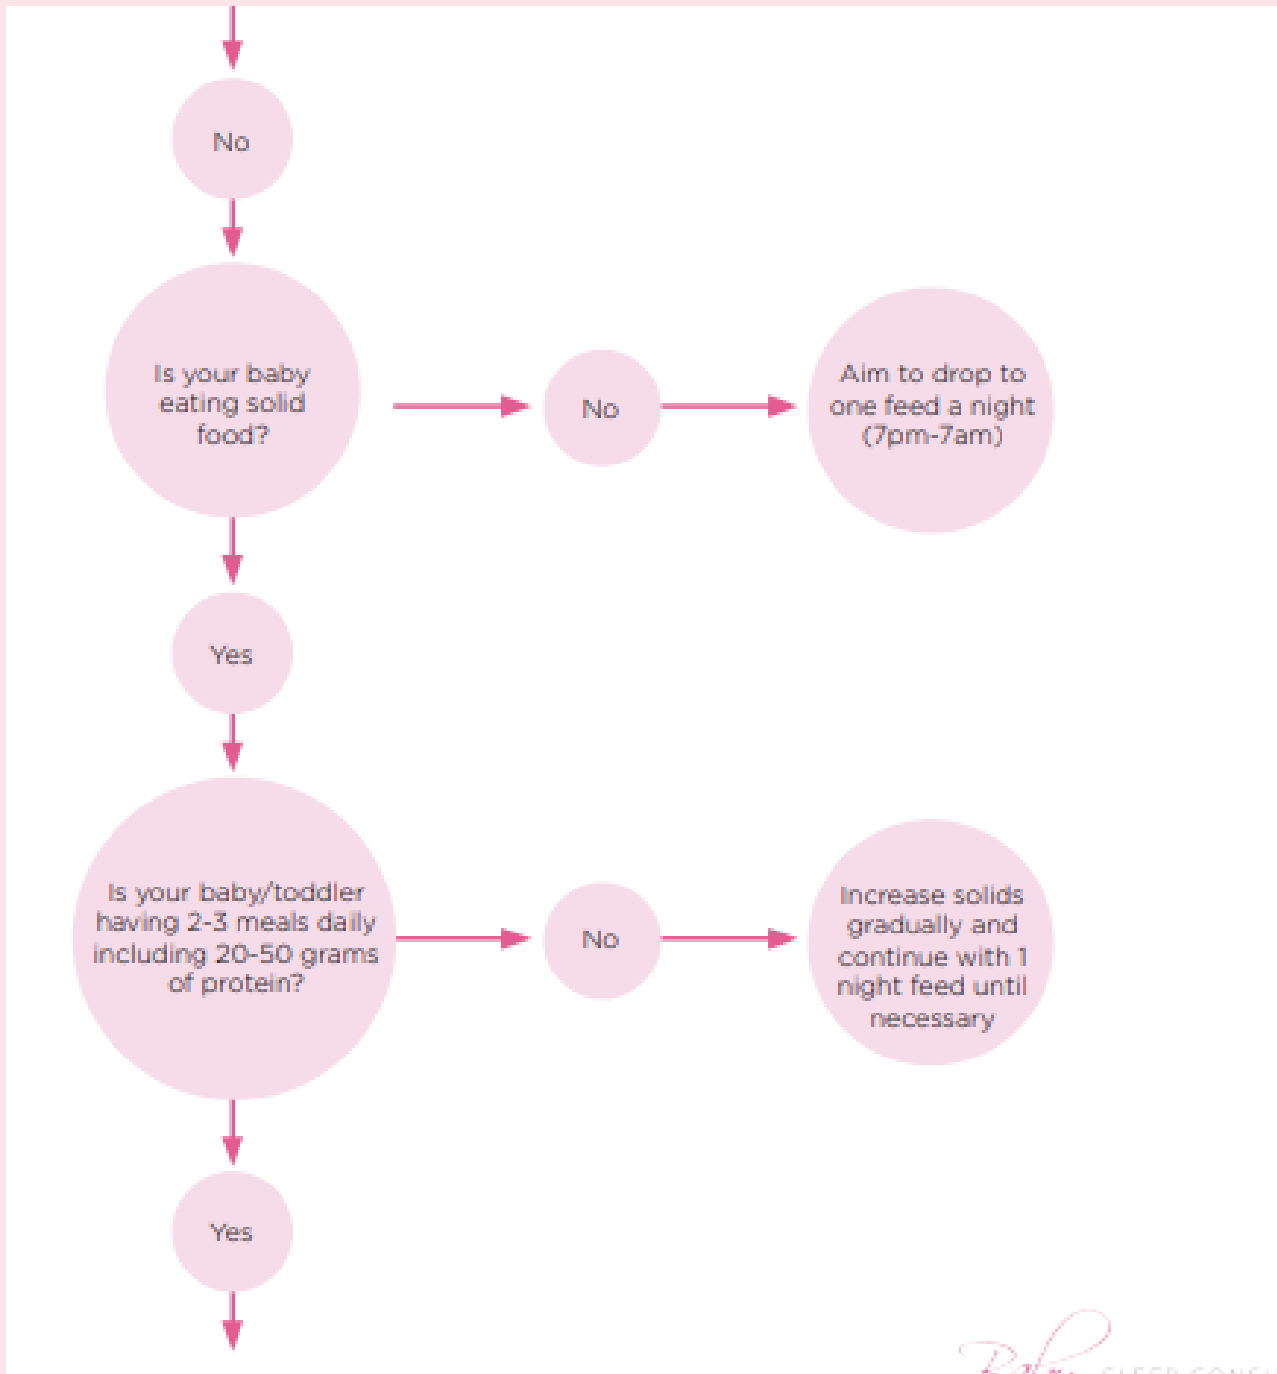 No
Is your baby
eating solid
food?
No
Aim to drop to
one feed a night
(7pm-7am)
Yes
Is your baby/toddler
having 2-3 meals daily
including 20-50 grams
of protein?
No
Increase solids
gradually and
continue with 1
night feed until
necessary
Yes
Baby